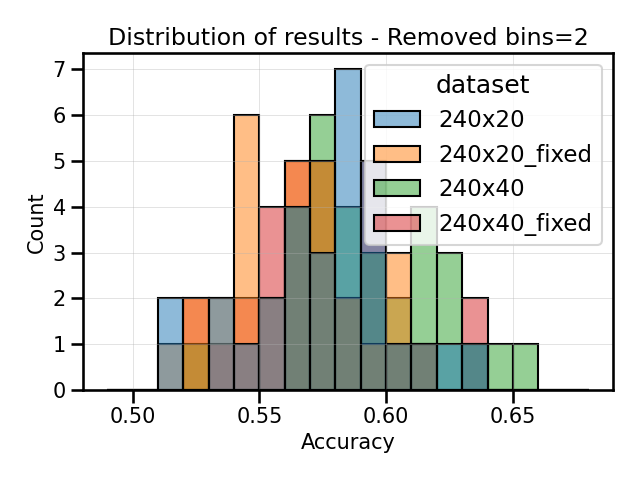 Distribution of results - Removed bins=2
7
6
5
4
3
2
1
0
Count
dataset
240x20
240x20_fixed
240x40
240x40_fixed
0.50 0.55 0.60 0.65
Accuracy